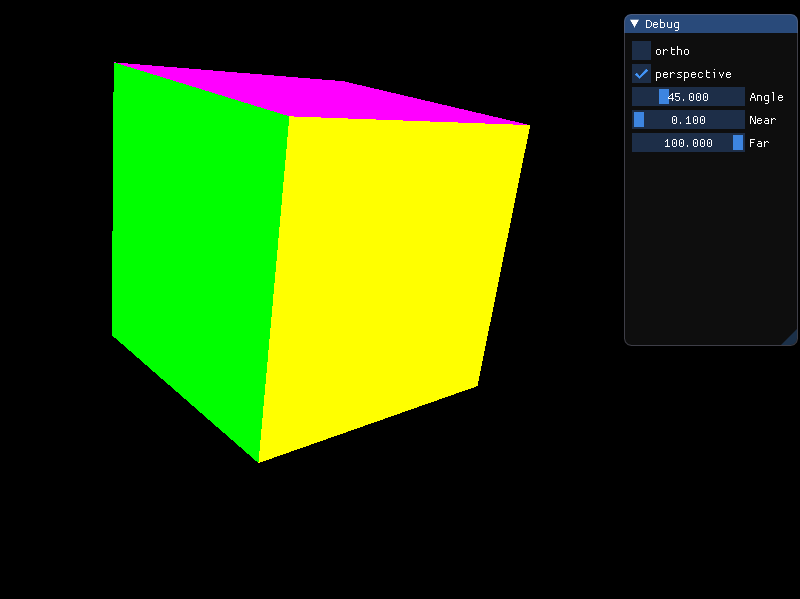 Debug
ortho
perspective
45.000 Angle
0.100 Near
100.000 Far